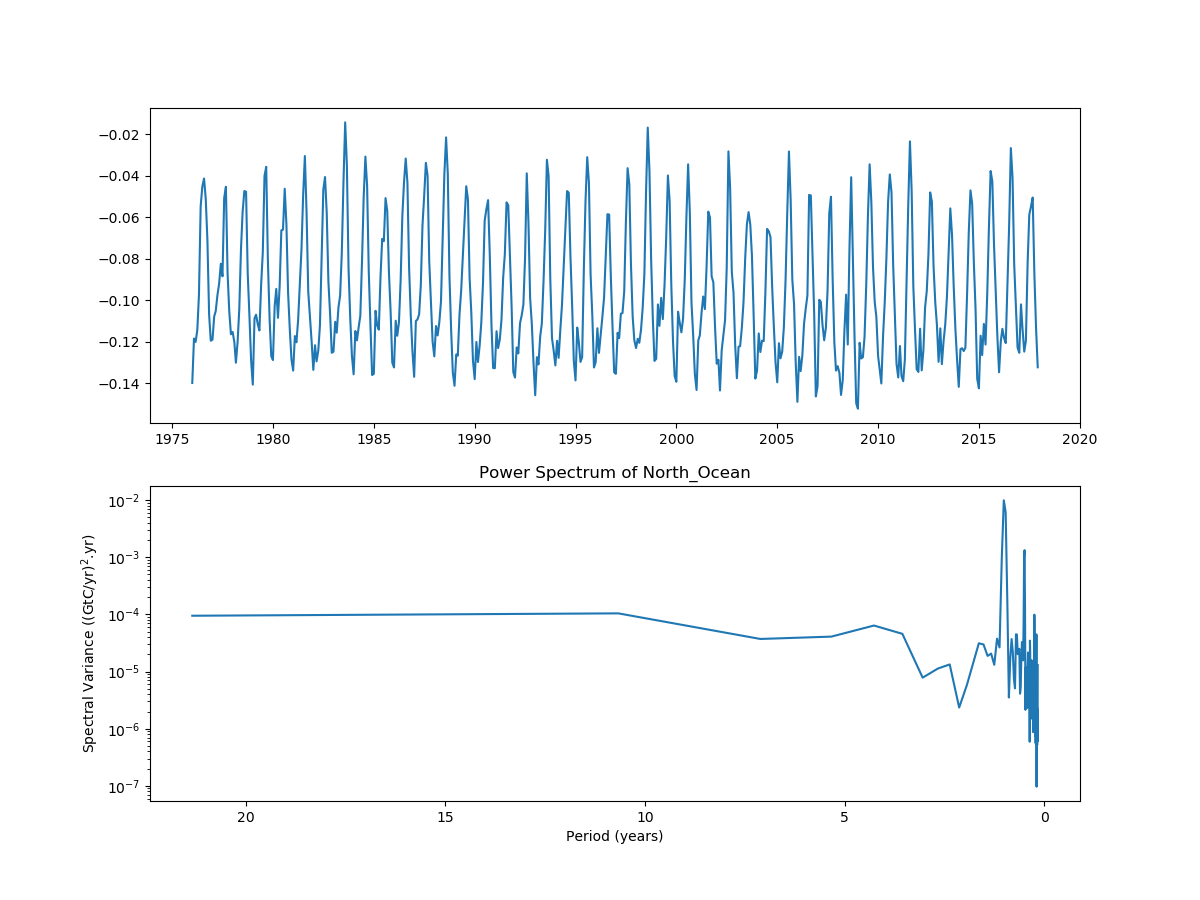 −0.02
−0.04
−0.06
−0.08
−0.10
−0.12
−0.14
1975 1980 1985 1990 1995 2000 2005 2010 2015 2020
Power Spectrum of North_Ocean
10⁻²
10⁻³
10⁻⁴
10⁻⁵
10⁻⁶
10⁻⁷
Spectral Variance ((GtC/yr)².yr)
20 15 10 5 0
Period (years)